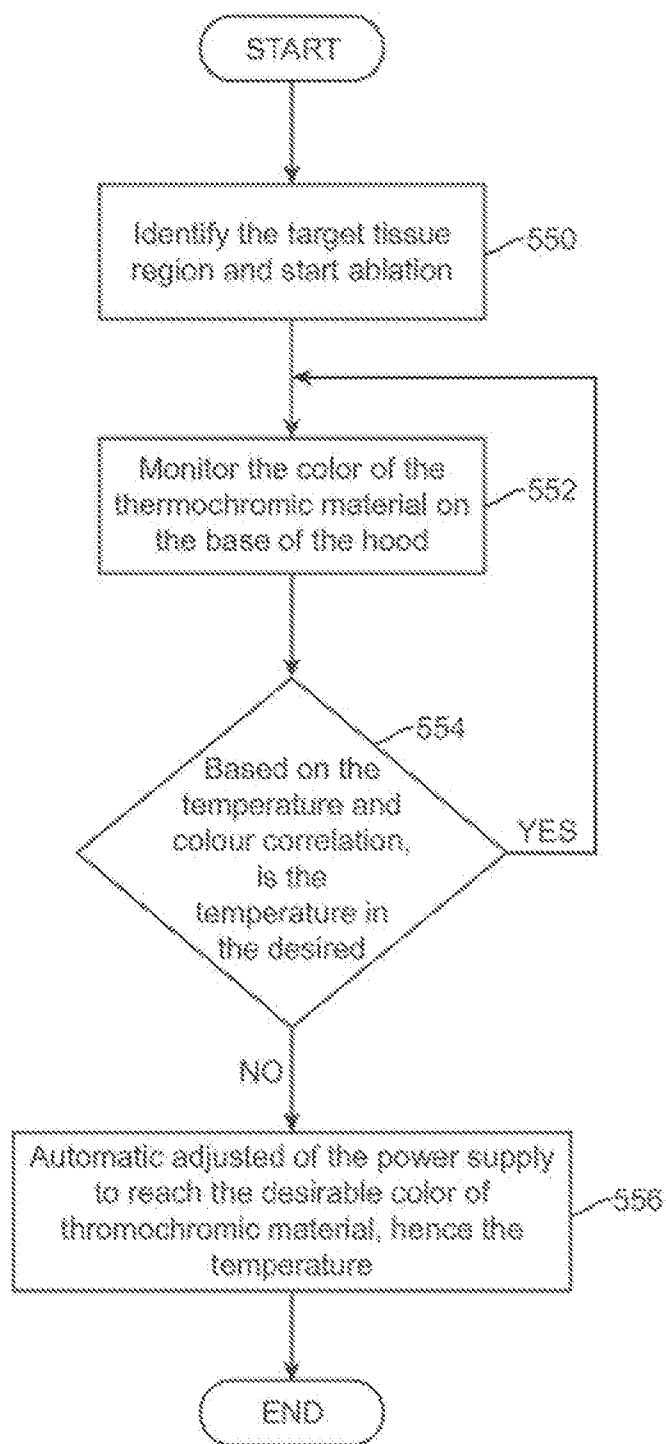 START
Identify the target tissue
region and start ablation
550
Monitor the color of the
thermochromic material on
the base of the hood
552
554
Based on the
temperature and
colour correlation,
is the
temperature in
the desired
YES
NO
Automatic adjusted of the power supply
to reach the desirable color of
thromochromic material, hence the
temperature
556
END